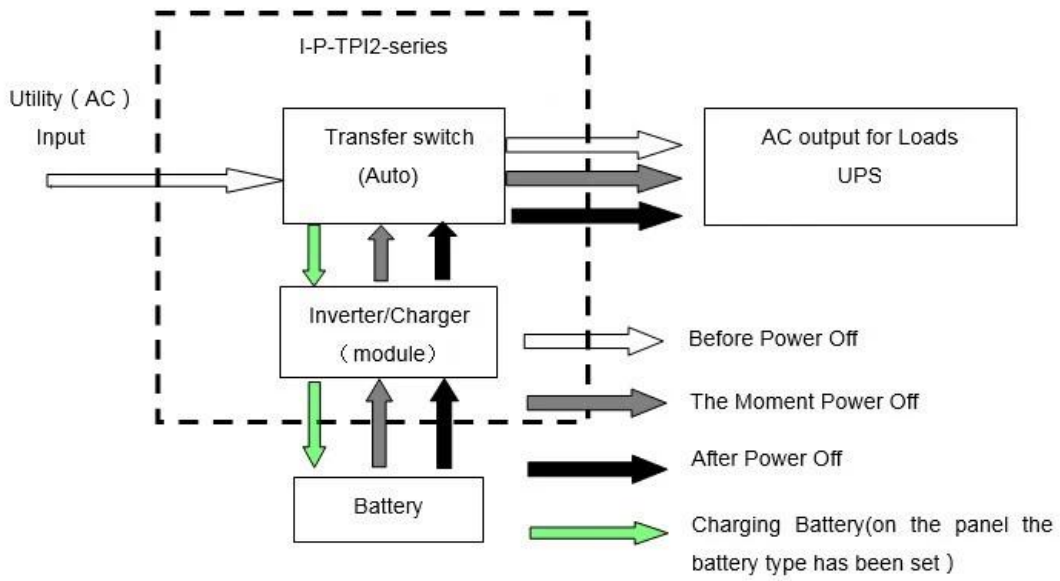 I-P-TPI2-series
Utility（AC）
Input
Transfer switch
(Auto)
AC output for Loads
UPS
Inverter/Charger
（module）
Before Power Off
The Moment Power Off
After Power Off
Battery
Charging Battery(on the panel the
battery type has been set）